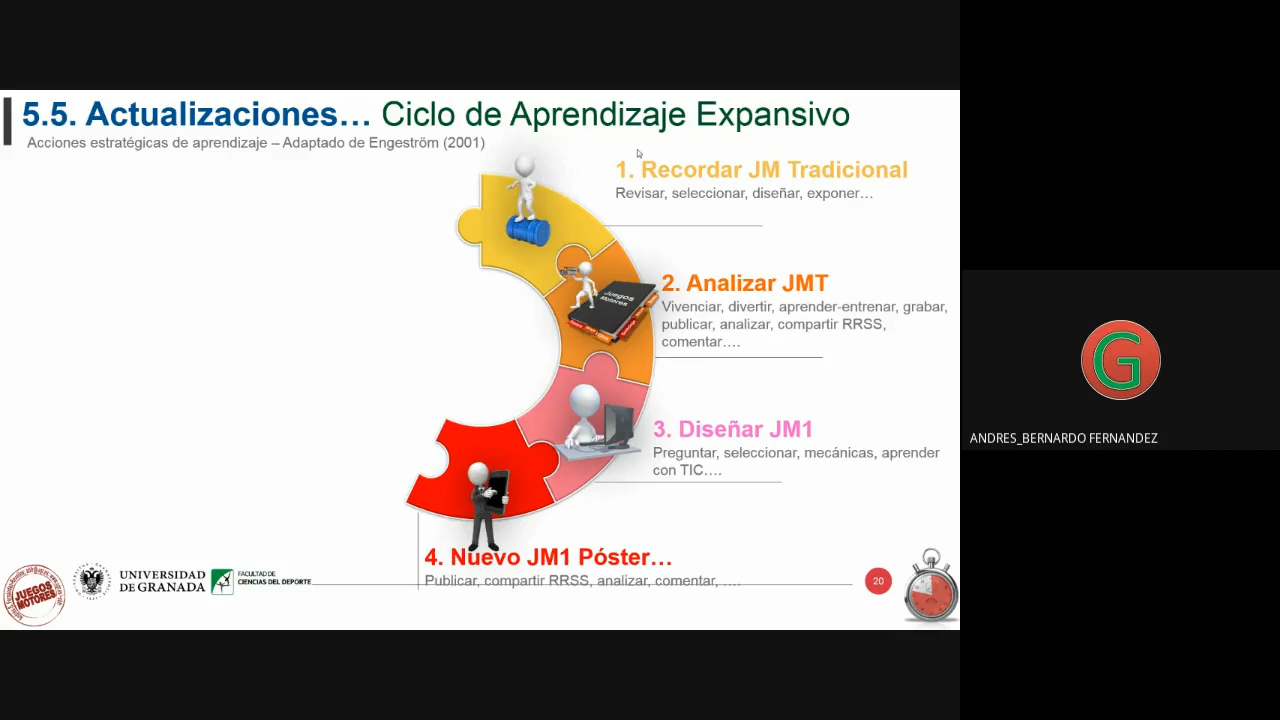 5.5. Actualizaciones… Ciclo de Aprendizaje Expansivo
Acciones estratégicas de aprendizaje – Adaptado de Engeström (2001)
1. Recordar JM Tradicional
Revisar, seleccionar, diseñar, exponer…
2. Analizar JMT
Vivenciar, divertir, aprender-entrenar, grabar,
publicar, analizar, compartir RRSS,
comentar….
Juegos
Motores
3. Diseñar JM1
Preguntar, seleccionar, mecánicas, aprender
con TIC….
4. Nuevo JM1 Póster…
Publicar, compartir RRSS, analizar, comentar, ….
JUEGOS
MOTORES
UNIVERSIDAD
DE GRANADA
FACULTAD DE
CIENCIAS DEL DEPORTE
20
G
ANDRES_BERNARDO FERNANDEZ